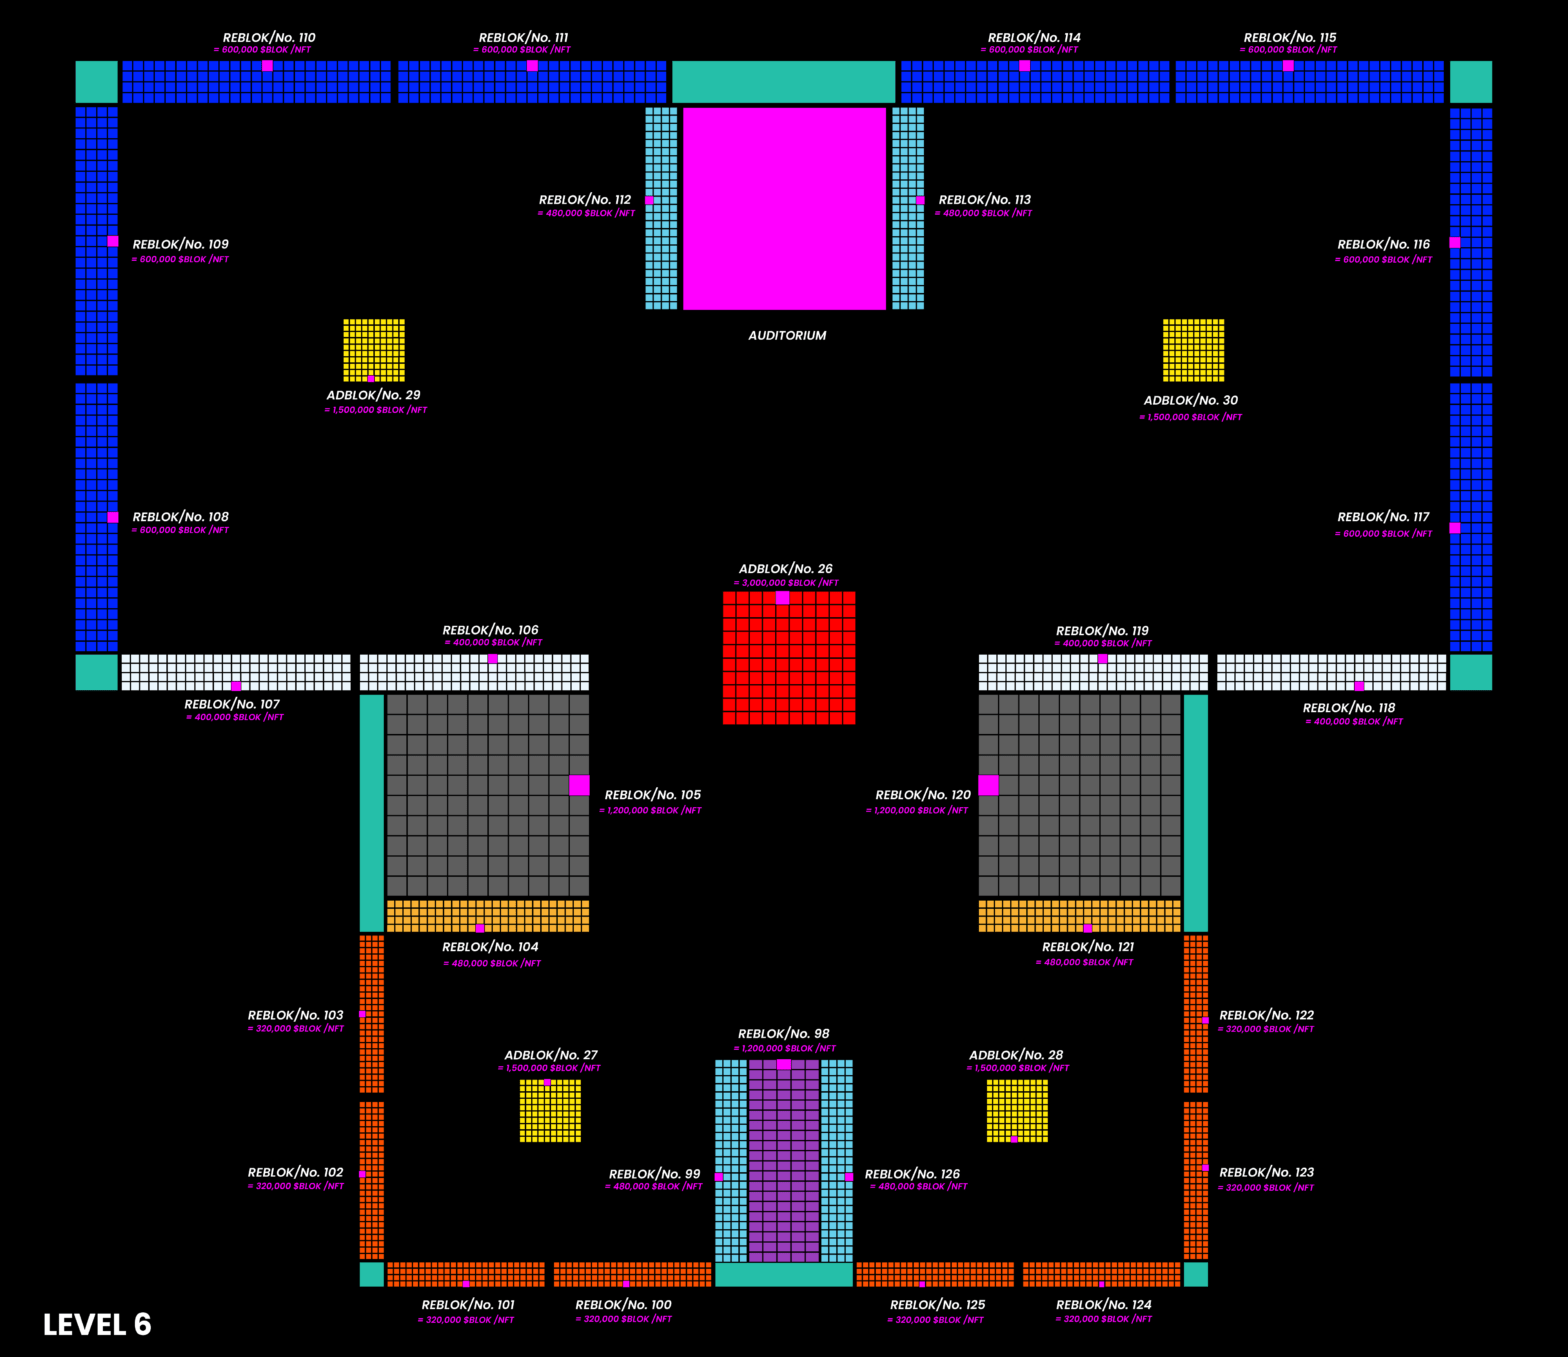 REBLOK/No. 110
= 600,000 $BLOK /NFT
REBLOK/No. 111
= 600,000 $BLOK /NFT
REBLOK/No. 114
= 600,000 $BLOK /NFT
REBLOK/No. 115
= 600,000 $BLOK /NFT
REBLOK/No. 112
= 480,000 $BLOK /NFT
REBLOK/No. 113
= 480,000 $BLOK /NFT
REBLOK/No. 109
= 600,000 $BLOK /NFT
REBLOK/No. 116
= 600,000 $BLOK /NFT
AUDITORIUM
ADBLOK/No. 29
= 1,500,000 $BLOK /NFT
ADBLOK/No. 30
= 1,500,000 $BLOK /NFT
REBLOK/No. 108
= 600,000 $BLOK /NFT
REBLOK/No. 117
= 600,000 $BLOK /NFT
ADBLOK/No. 26
= 3,000,000 $BLOK /NFT
REBLOK/No. 106
= 400,000 $BLOK /NFT
REBLOK/No. 119
= 400,000 $BLOK /NFT
REBLOK/No. 107
= 400,000 $BLOK /NFT
REBLOK/No. 118
= 400,000 $BLOK /NFT
REBLOK/No. 105
= 1,200,000 $BLOK /NFT
REBLOK/No. 120
= 1,200,000 $BLOK /NFT
REBLOK/No. 104
= 480,000 $BLOK /NFT
REBLOK/No. 121
= 480,000 $BLOK /NFT
REBLOK/No. 103
= 320,000 $BLOK /NFT
REBLOK/No. 122
= 320,000 $BLOK /NFT
REBLOK/No. 98
= 1,200,000 $BLOK /NFT
ADBLOK/No. 27
= 1,500,000 $BLOK /NFT
ADBLOK/No. 28
= 1,500,000 $BLOK /NFT
REBLOK/No. 102
= 320,000 $BLOK /NFT
REBLOK/No. 99
= 480,000 $BLOK /NFT
REBLOK/No. 126
= 480,000 $BLOK /NFT
REBLOK/No. 123
= 320,000 $BLOK /NFT
REBLOK/No. 101
= 320,000 $BLOK /NFT
REBLOK/No. 100
= 320,000 $BLOK /NFT
REBLOK/No. 125
= 320,000 $BLOK /NFT
REBLOK/No. 124
= 320,000 $BLOK /NFT
LEVEL 6